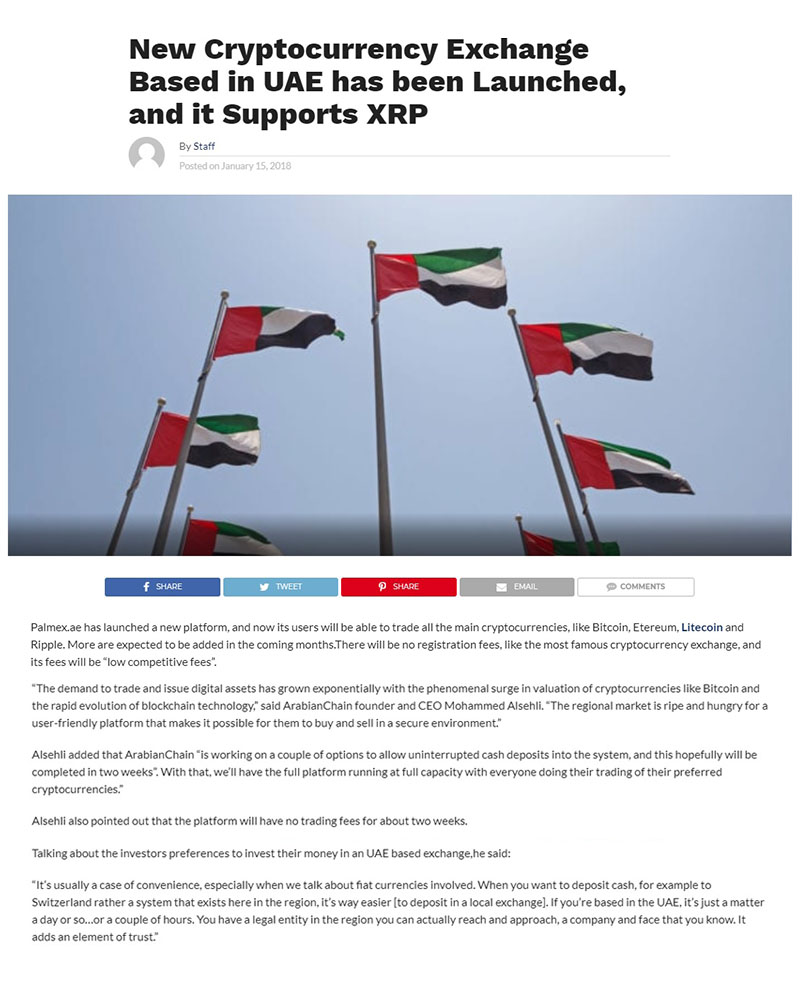 New Cryptocurrency Exchange
Based in UAE has been Launched,
and it Supports XRP
By Staff
Posted on January 15, 2018
SHARE
TWEET
SHARE
EMAIL
COMMENTS
Palmex.ae has launched a new platform, and now its users will be able to trade all the main cryptocurrencies, like Bitcoin, Etereum, Litecoin and
Ripple. More are expected to be added in the coming months.There will be no registration fees, like the most famous cryptocurrency exchange, and
its fees will be “low competitive fees”.
“The demand to trade and issue digital assets has grown exponentially with the phenomenal surge in valuation of cryptocurrencies like Bitcoin and
the rapid evolution of blockchain technology,” said ArabianChain founder and CEO Mohammed Alsehli. “The regional market is ripe and hungry for a
user-friendly platform that makes it possible for them to buy and sell in a secure environment.”
Alsehli added that ArabianChain “is working on a couple of options to allow uninterrupted cash deposits into the system, and this hopefully will be
completed in two weeks”. With that, we’ll have the full platform running at full capacity with everyone doing their trading of their preferred
cryptocurrencies.”
Alsehli also pointed out that the platform will have no trading fees for about two weeks.
Talking about the investors preferences to invest their money in an UAE based exchange,he said:
“It’s usually a case of convenience, especially when we talk about fiat currencies involved. When you want to deposit cash, for example to
Switzerland rather a system that exists here in the region, it’s way easier [to deposit in a local exchange]. If you’re based in the UAE, it’s just a matter
a day or so…or a couple of hours. You have a legal entity in the region you can actually reach and approach, a company and face that you know. It
adds an element of trust.”